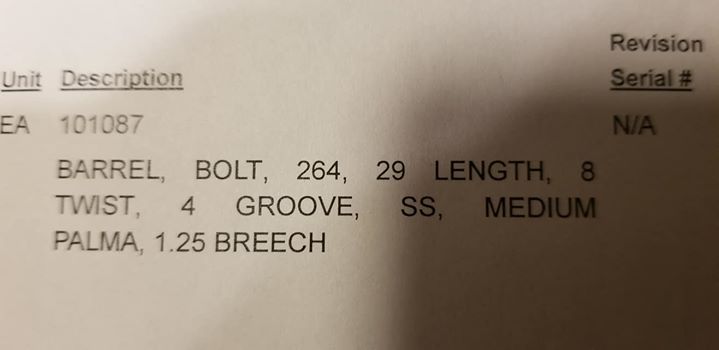 Revision
Unit Description Serial #
EA 101087 N/A
BARREL, BOLT, 264, 29 LENGTH, 8
TWIST, 4 GROOVE, SS, MEDIUM
PALMA, 1.25 BREECH